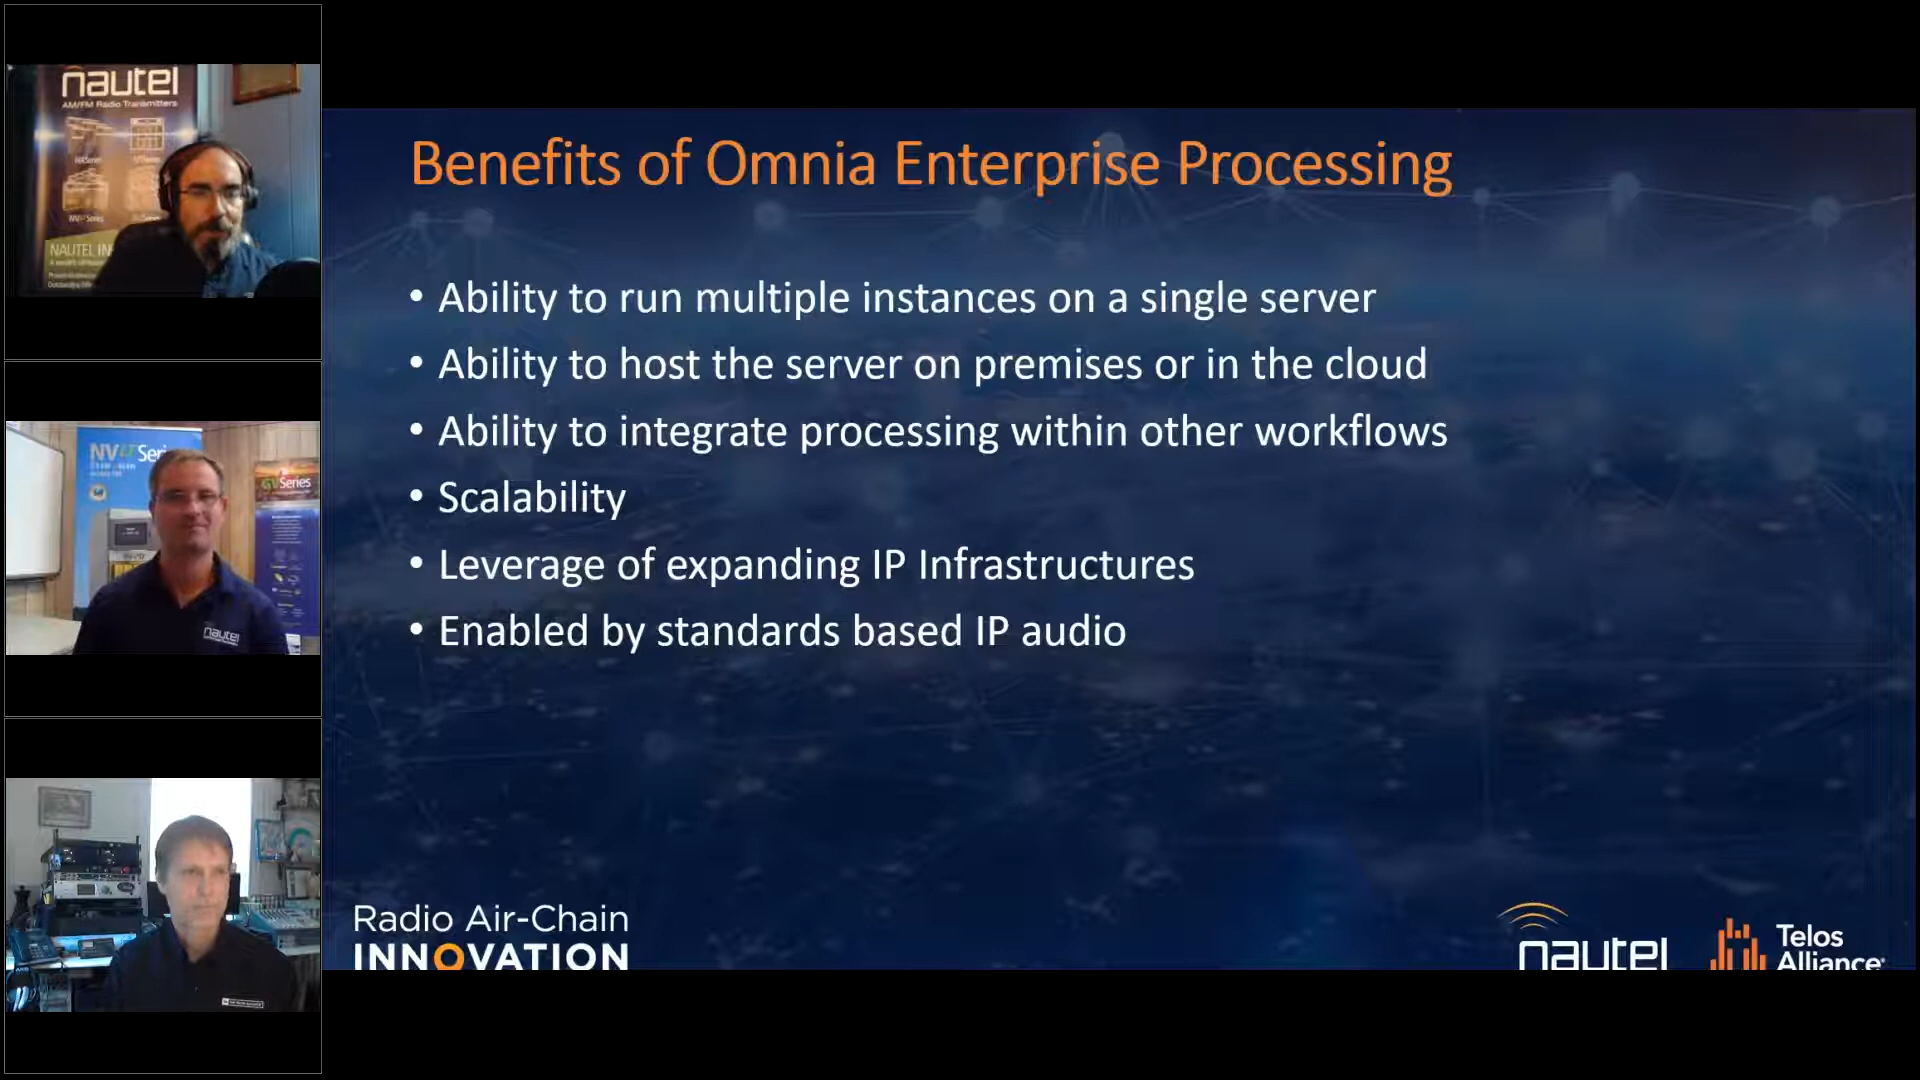 nautel
AM/FM Radio Transmitters
NAUTEL IN
NV Series
GV Series
nautel
Benefits of Omnia Enterprise Processing
• Ability to run multiple instances on a single server
• Ability to host the server on premises or in the cloud
• Ability to integrate processing within other workflows
• Scalability
• Leverage of expanding IP Infrastructures
• Enabled by standards based IP audio
Radio Air-Chain
INNOVATION
nautel
Telos
Alliance